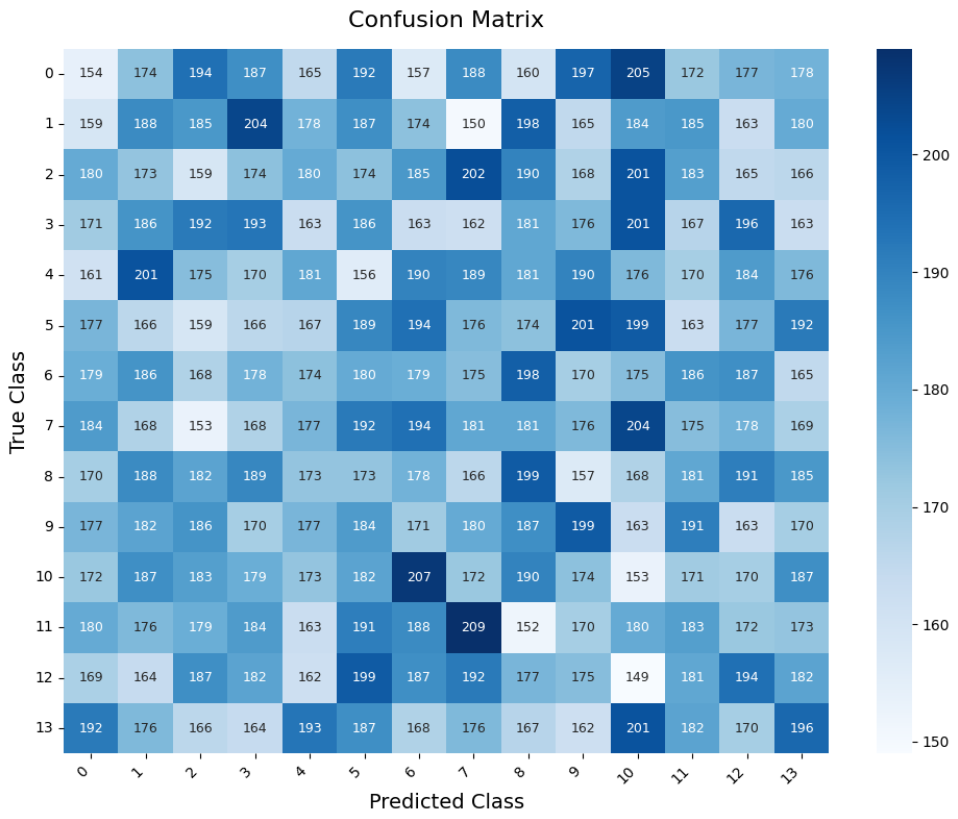 Confusion Matrix
0 154 174 194 187 165 192 157 188 160 197 205 172 177 178
1 159 188 185 204 178 187 174 150 198 165 184 185 163 180
2 180 173 159 174 180 174 185 202 190 168 201 183 165 166
3 171 186 192 193 163 186 163 162 181 176 201 167 196 163
4 161 201 175 170 181 156 190 189 181 190 176 170 184 176
5 177 166 159 166 167 189 194 176 174 201 199 163 177 192
6 179 186 168 178 174 180 179 175 198 170 175 186 187 165
7 184 168 153 168 177 192 194 181 181 176 204 175 178 169
8 170 188 182 189 173 173 178 166 199 157 168 181 191 185
9 177 182 186 170 177 184 171 180 187 199 163 191 163 170
10 172 187 183 179 173 182 207 172 190 174 153 171 170 187
11 180 176 179 184 163 191 188 209 152 170 180 183 172 173
12 169 164 187 182 162 199 187 192 177 175 149 181 194 182
13 192 176 166 164 193 187 168 176 167 162 201 182 170 196
0 1 2 3 4 5 6 7 8 9 10 11 12 13
Predicted Class
True Class
200
190
180
170
160
150